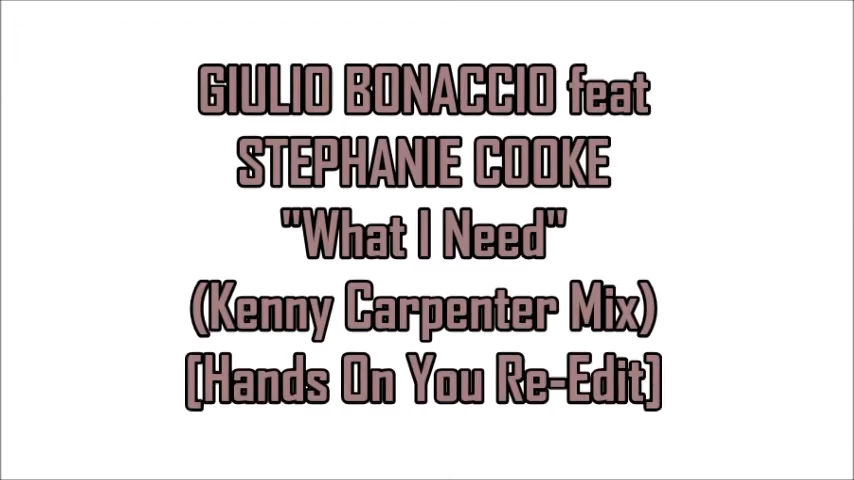 GIULIO BONACCIO feat
STEPHANIE COOKE
"What I Need"
(Kenny Carpenter Mix)
[Hands On You Re-Edit]